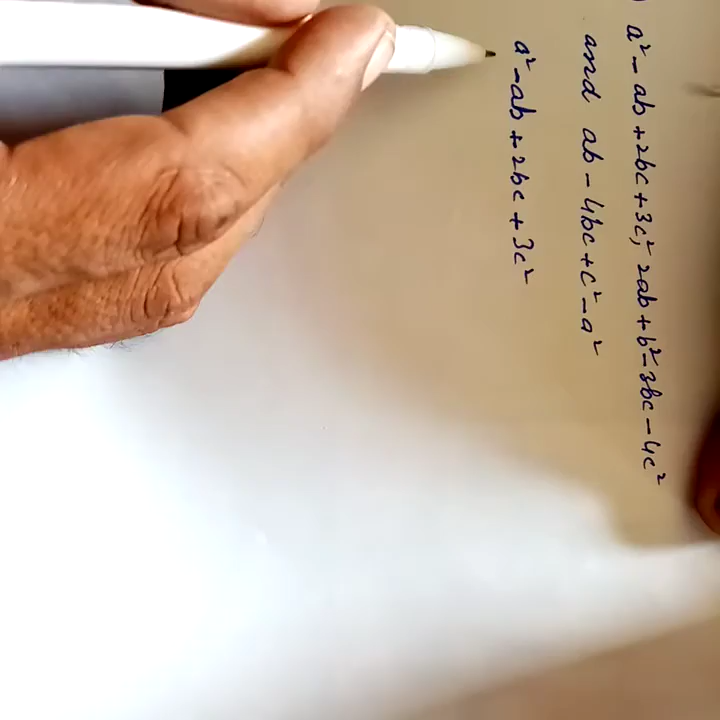 ) a² - ab + 2bc + 3c², 2ab + b² - 3bc - 4c²
and ab - 4bc + c² - a²
a² - ab + 2bc + 3c²